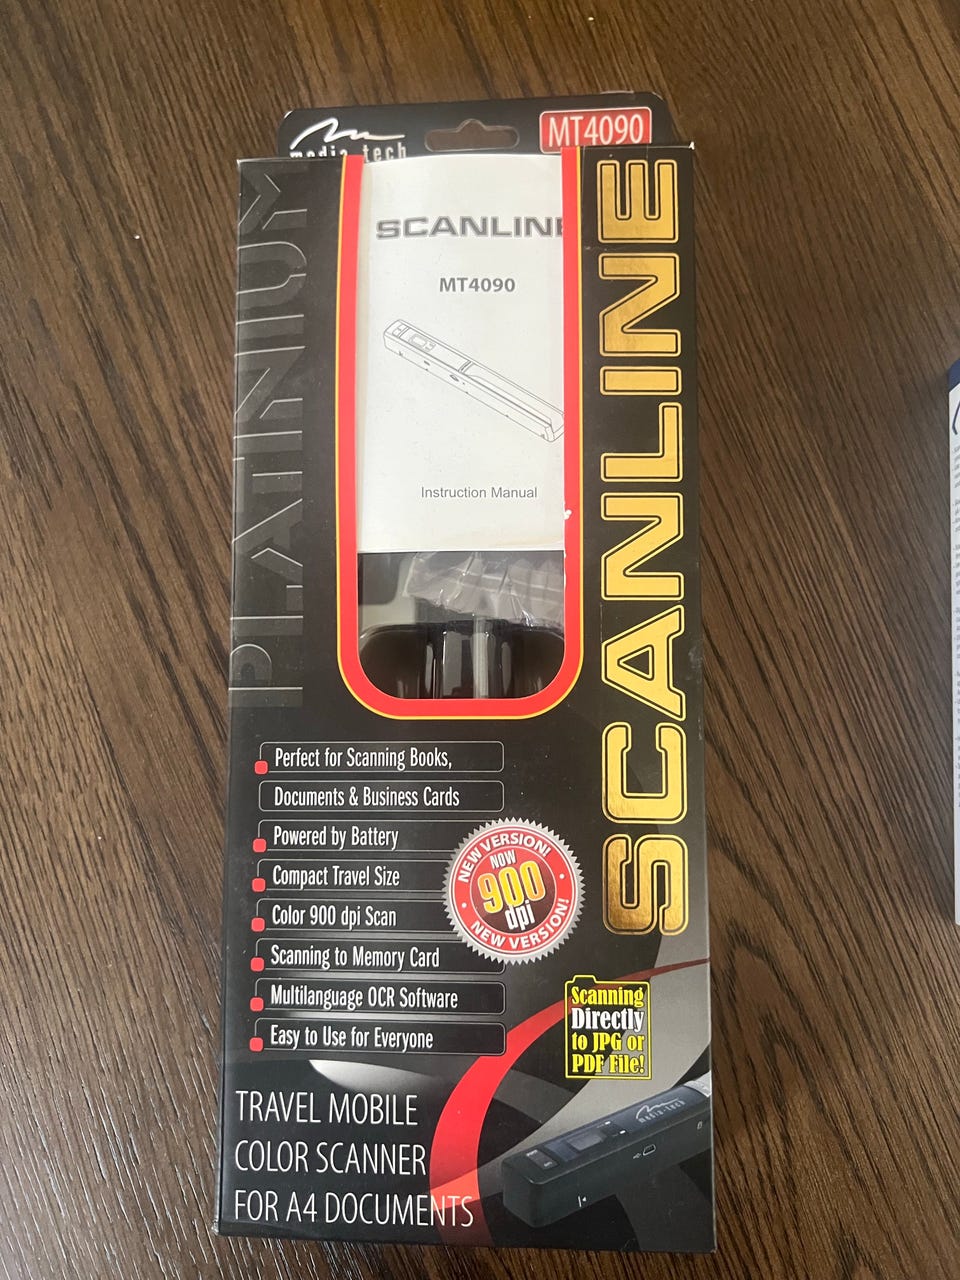 media-tech
MT4090
PLATINIUM
SCANLINE
MT4090
Instruction Manual
SCANLINE
Perfect for Scanning Books,
Documents & Business Cards
Powered by Battery
Compact Travel Size
Color 900 dpi Scan
Scanning to Memory Card
Multilanguage OCR Software
Easy to Use for Everyone
NEW VERSION!
NOW
900
dpi
NEW VERSION!
Scanning
Directly
to JPG or
PDF File!
TRAVEL MOBILE
COLOR SCANNER
FOR A4 DOCUMENTS
media-tech